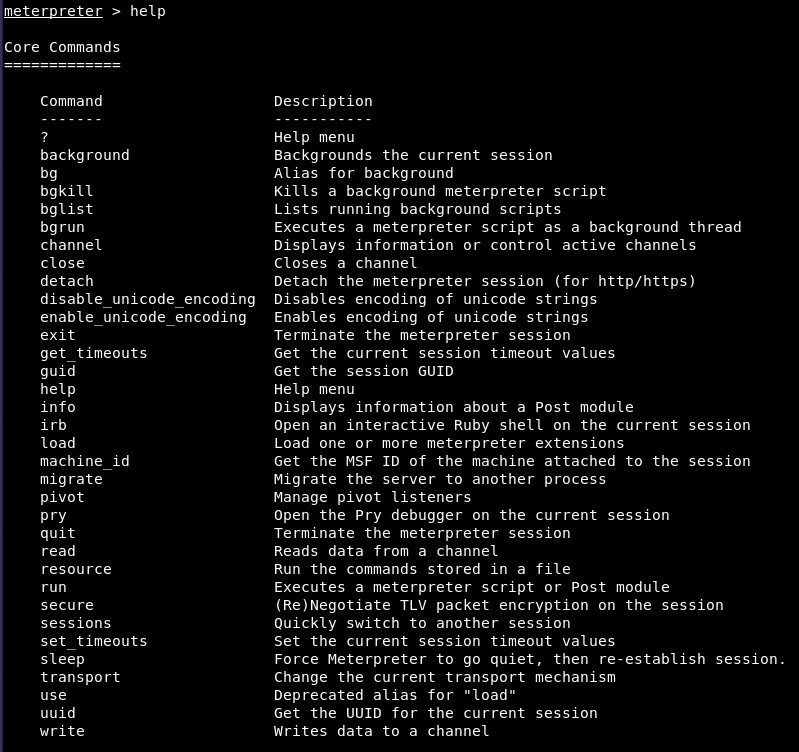 meterpreter > help
Core Commands
=============
Command Description
------- -----------
? Help menu
background Backgrounds the current session
bg Alias for background
bgkill Kills a background meterpreter script
bglist Lists running background scripts
bgrun Executes a meterpreter script as a background thread
channel Displays information or control active channels
close Closes a channel
detach Detach the meterpreter session (for http/https)
disable_unicode_encoding Disables encoding of unicode strings
enable_unicode_encoding Enables encoding of unicode strings
exit Terminate the meterpreter session
get_timeouts Get the current session timeout values
guid Get the session GUID
help Help menu
info Displays information about a Post module
irb Open an interactive Ruby shell on the current session
load Load one or more meterpreter extensions
machine_id Get the MSF ID of the machine attached to the session
migrate Migrate the server to another process
pivot Manage pivot listeners
pry Open the Pry debugger on the current session
quit Terminate the meterpreter session
read Reads data from a channel
resource Run the commands stored in a file
run Executes a meterpreter script or Post module
secure (Re)Negotiate TLV packet encryption on the session
sessions Quickly switch to another session
set_timeouts Set the current session timeout values
sleep Force Meterpreter to go quiet, then re-establish session.
transport Change the current transport mechanism
use Deprecated alias for "load"
uuid Get the UUID for the current session
write Writes data to a channel